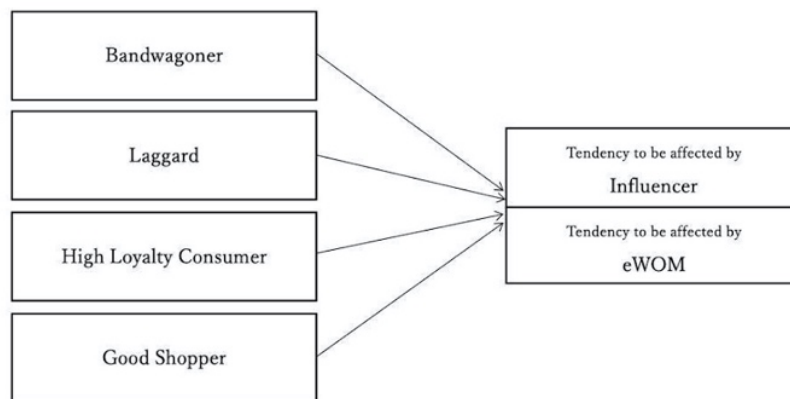 Bandwagoner
Laggard
High Loyalty Consumer
Good Shopper
Tendency to be affected by
Influencer
Tendency to be affected by
eWOM